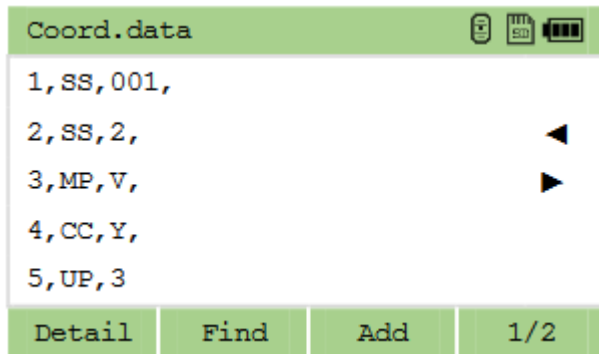 Coord.data
1,SS,001,
2,SS,2,
3,MP,V,
4,CC,Y,
5,UP,3
Detail Find Add 1/2